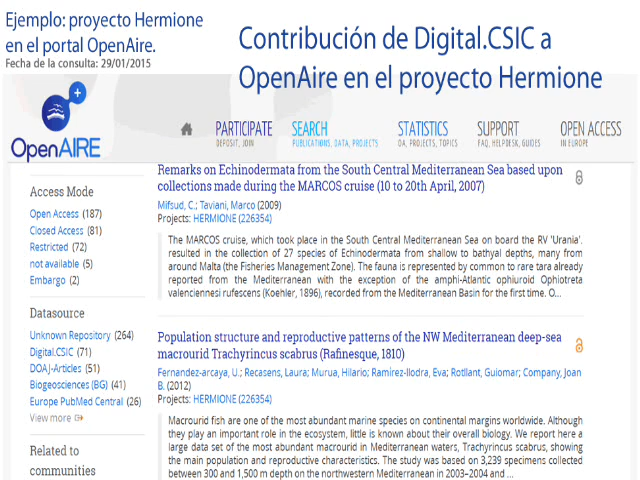 Ejemplo: proyecto Hermione
en el portal OpenAire.
Fecha de la consulta: 29/01/2015
Contribución de Digital.CSIC a
OpenAire en el proyecto Hermione
OpenAIRE
PARTICIPATE
DEPOSIT, JOIN
SEARCH
PUBLICATIONS, DATA, PROJECTS
STATISTICS
OA, PROJECTS, TOPICS
SUPPORT
FAQ, HELPDESK, GUIDES
OPEN ACCESS
IN EUROPE
Access Mode
Open Access (187)
Closed Access (81)
Restricted (72)
not available (5)
Embargo (2)
Datasource
Unknown Repository (264)
Digital.CSIC (71)
DOAJ-Articles (51)
Biogeosciences (BG) (41)
Europe PubMed Central (26)
View more
Related to
communities
Remarks on Echinodermata from the South Central Mediterranean Sea based upon
collections made during the MARCOS cruise (10 to 20th April, 2007)
Mifsud, C.; Taviani, Marco (2009)
Projects: HERMIONE (226354)
The MARCOS cruise, which took place in the South Central Mediterranean Sea on board the RV 'Urania'.
resulted in the collection of 27 species of Echinodermata from shallow to bathyal depths, many from
around Malta (the Fisheries Management Zone). The fauna is represented by common to rare tara already
reported from the Mediterranean with the exception of the amphi-Atlantic ophiuroid Ophiotreta
valenciennesi rufescens (Koehler, 1896), recorded from the Mediterranean Basin for the first time. O...
Population structure and reproductive patterns of the NW Mediterranean deep-sea
macrourid Trachyrincus scabrus (Rafinesque, 1810)
Fernandez-arcaya, U.; Recasens, Laura; Murua, Hilario; Ramirez-llodra, Eva; Rotllant, Guiomar; Company, Joan
B. (2012)
Projects: HERMIONE (226354)
Macrourid fish are one of the most abundant marine species on continental margins worldwide. Although
they play an important role in the ecosystem, little is known about their overall biology. We report here a
large data set of the most abundant macrourid in Mediterranean waters, Trachyrincus scabrus, showing
the main population and reproductive characteristics. The study was based on 3,239 specimens collected
between 300 and 1,500 m depth on the northwestern Mediterranean in 2003–2004 and ...